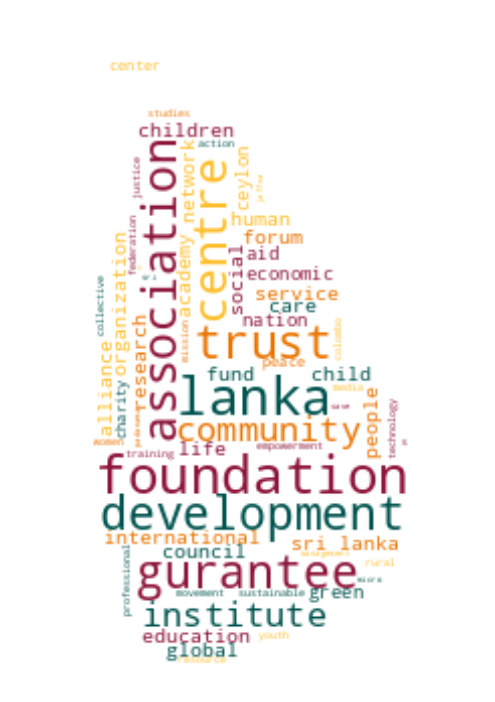 center
studies
children
action
association
justice
network
centre
ceylon
jaffna
human
federation
forum
academy
social
aid
organization
economic
collective
service
care
nation
research
mission
trust
colombo
peace
alliance
fund
child
charity
lanka
media
save
people
technology
community
women
empowerment
life
training
foundation
development
international
sri lanka
council
management
professional
gurantee
rural
micro
movement
sustainable
green
institute
education
youth
global
resource